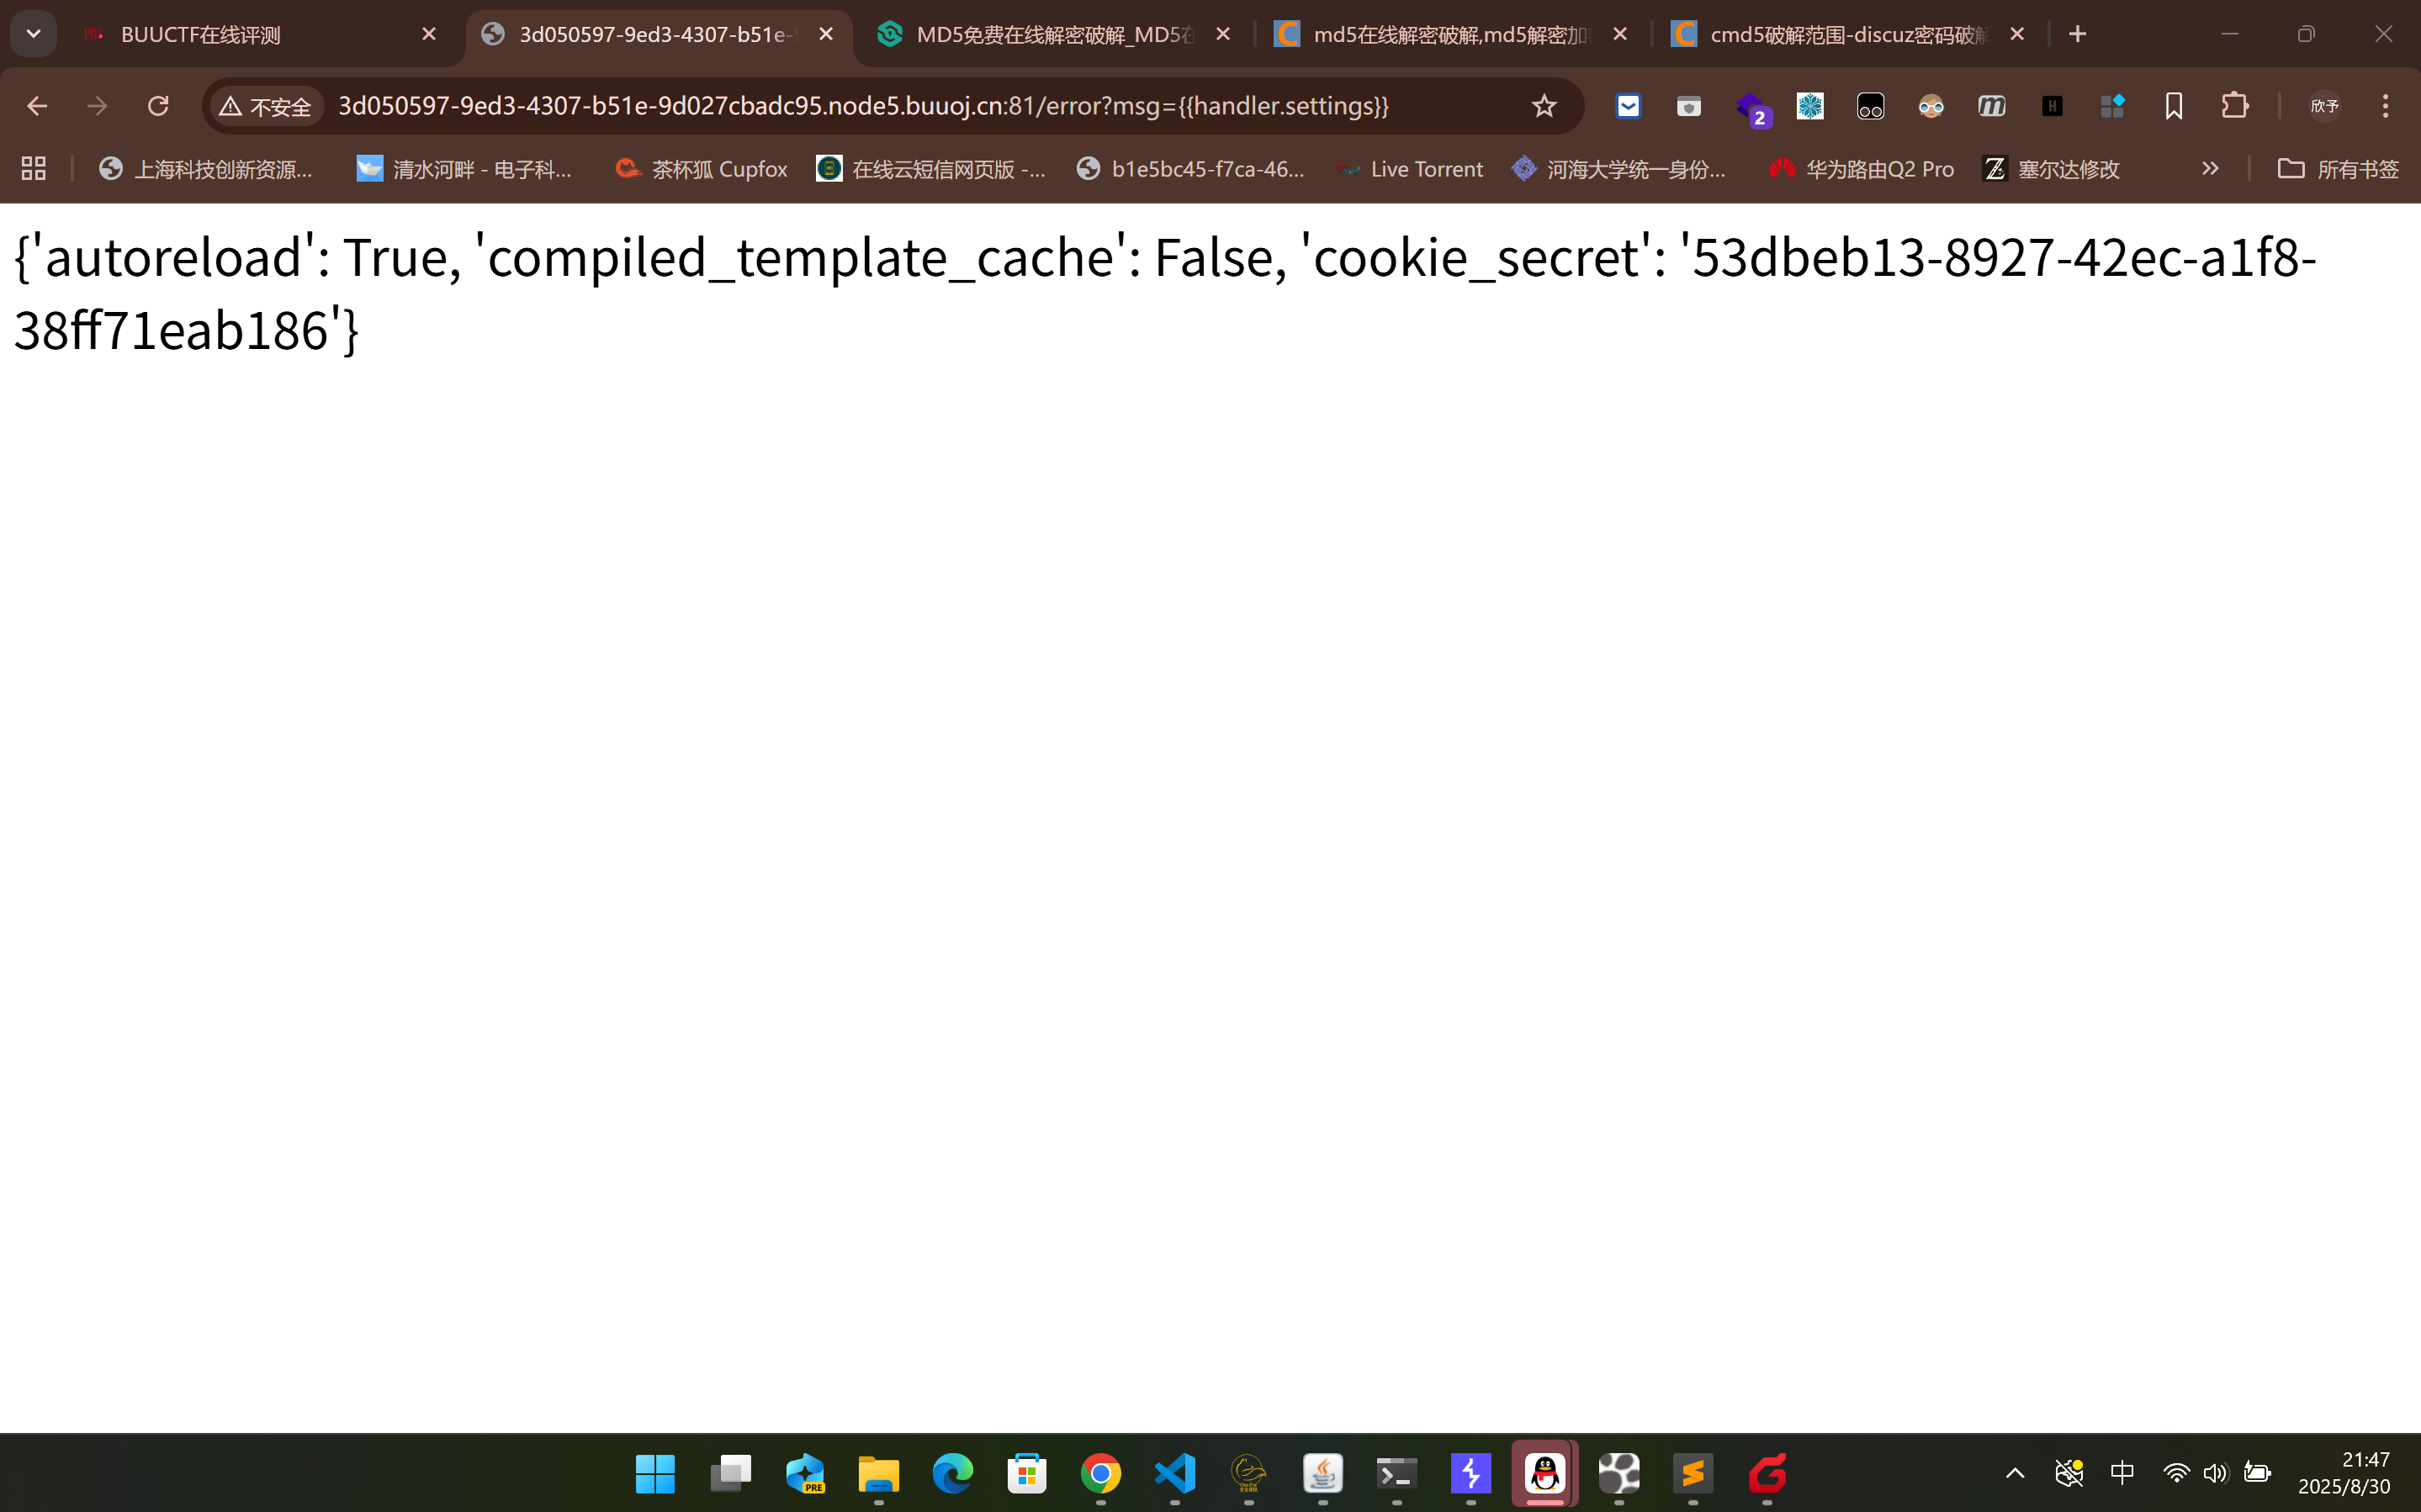 BUUCTF在线评测
3d050597-9ed3-4307-b51e-
MD5免费在线解密破解_MD5在
md5在线解密破解,md5解密加
cmd5破解范围-discuz密码破解
不安全
3d050597-9ed3-4307-b51e-9d027cbadc95.node5.buuoj.cn:81/error?msg={{handler.settings}}
2
欣予
上海科技创新资源...
清水河畔 - 电子科...
茶杯狐 Cupfox
在线云短信网页版 -...
b1e5bc45-f7ca-46...
Live Torrent
河海大学统一身份...
华为路由Q2 Pro
塞尔达修改
所有书签
{'autoreload': True, 'compiled_template_cache': False, 'cookie_secret': '53dbeb13-8927-42ec-a1f8-
38ff71eab186'}
PRE
中
21:47
2025/8/30